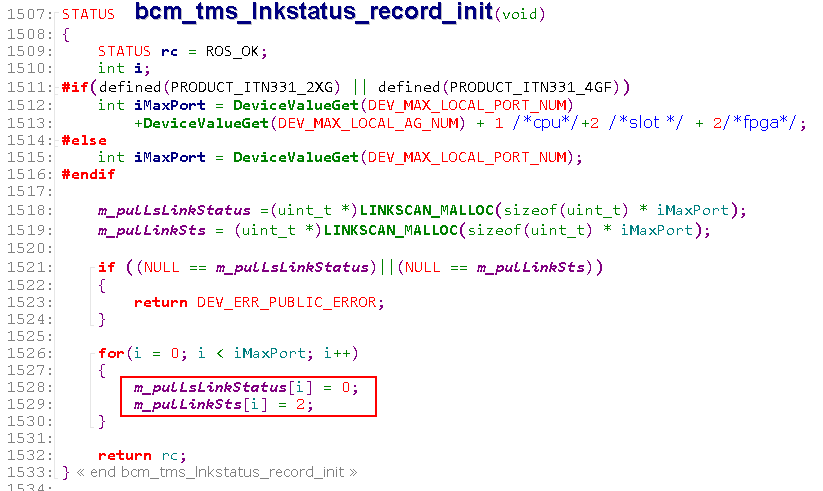 1507: STATUS bcm_tms_lnkstatus_record_init(void)
1508: {
1509: STATUS rc = ROS_OK;
1510: int i;
1511: #if(defined(PRODUCT_ITN331_2XG) || defined(PRODUCT_ITN331_4GF))
1512: int iMaxPort = DeviceValueGet(DEV_MAX_LOCAL_PORT_NUM)
1513: +DeviceValueGet(DEV_MAX_LOCAL_AG_NUM) + 1 /*cpu*/+2 /*slot */ + 2/*fpga*/;
1514: #else
1515: int iMaxPort = DeviceValueGet(DEV_MAX_LOCAL_PORT_NUM);
1516: #endif
1517:
1518: m_pulLsLinkStatus =(uint_t *)LINKSCAN_MALLOC(sizeof(uint_t) * iMaxPort);
1519: m_pulLinkSts = (uint_t *)LINKSCAN_MALLOC(sizeof(uint_t) * iMaxPort);
1520:
1521: if ((NULL == m_pulLsLinkStatus)||(NULL == m_pulLinkSts))
1522: {
1523: return DEV_ERR_PUBLIC_ERROR;
1524: }
1525:
1526: for(i = 0; i < iMaxPort; i++)
1527: {
1528: m_pulLsLinkStatus[i] = 0;
1529: m_pulLinkSts[i] = 2;
1530: }
1531:
1532: return rc;
1533: } « end bcm_tms_lnkstatus_record_init »
1534: